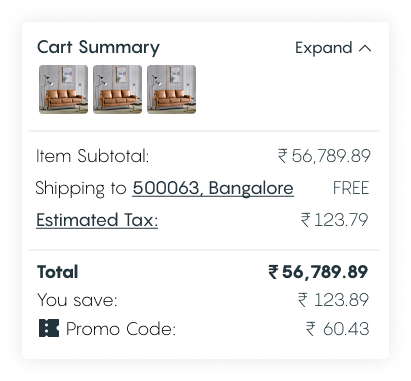 Cart Summary Expand
Item Subtotal: ₹ 56,789.89
Shipping to 500063, Bangalore FREE
Estimated Tax: ₹ 123.79
Total ₹ 56,789.89
You save: ₹ 123.89
Promo Code: ₹ 60.43